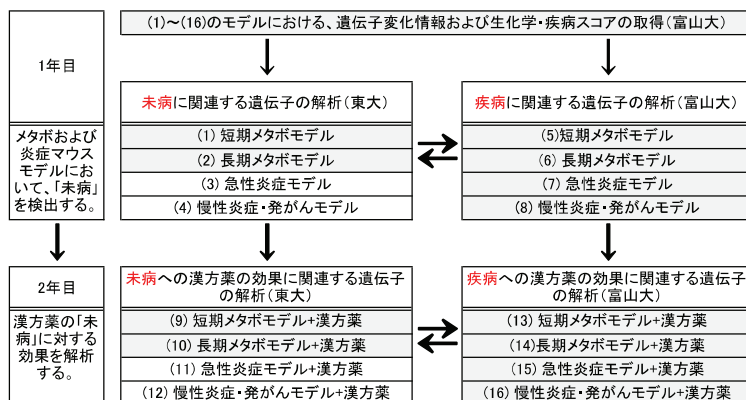 (1)～(16)のモデルにおける、遺伝子変化情報および生化学・疾病スコアの取得(富山大)
1年目
メタボおよび
炎症マウス
モデルにお
いて、「未病」
を検出する。
未病に関連する遺伝子の解析(東大)
(1) 短期メタボモデル
(2) 長期メタボモデル
(3) 急性炎症モデル
(4) 慢性炎症・発がんモデル
疾病に関連する遺伝子の解析(富山大)
(5)短期メタボモデル
(6) 長期メタボモデル
(7) 急性炎症モデル
(8) 慢性炎症・発がんモデル
2年目
漢方薬の「未
病」に対する
効果を解析
する。
未病への漢方薬の効果に関連する遺伝子
の解析(東大)
(9) 短期メタボモデル+漢方薬
(10) 長期メタボモデル+漢方薬
(11) 急性炎症モデル+漢方薬
(12) 慢性炎症・発がんモデル+漢方薬
疾病への漢方薬の効果に関連する遺伝子
の解析(富山大)
(13) 短期メタボモデル+漢方薬
(14)長期メタボモデル+漢方薬
(15) 急性炎症モデル+漢方薬
(16) 慢性炎症・発がんモデル+漢方薬